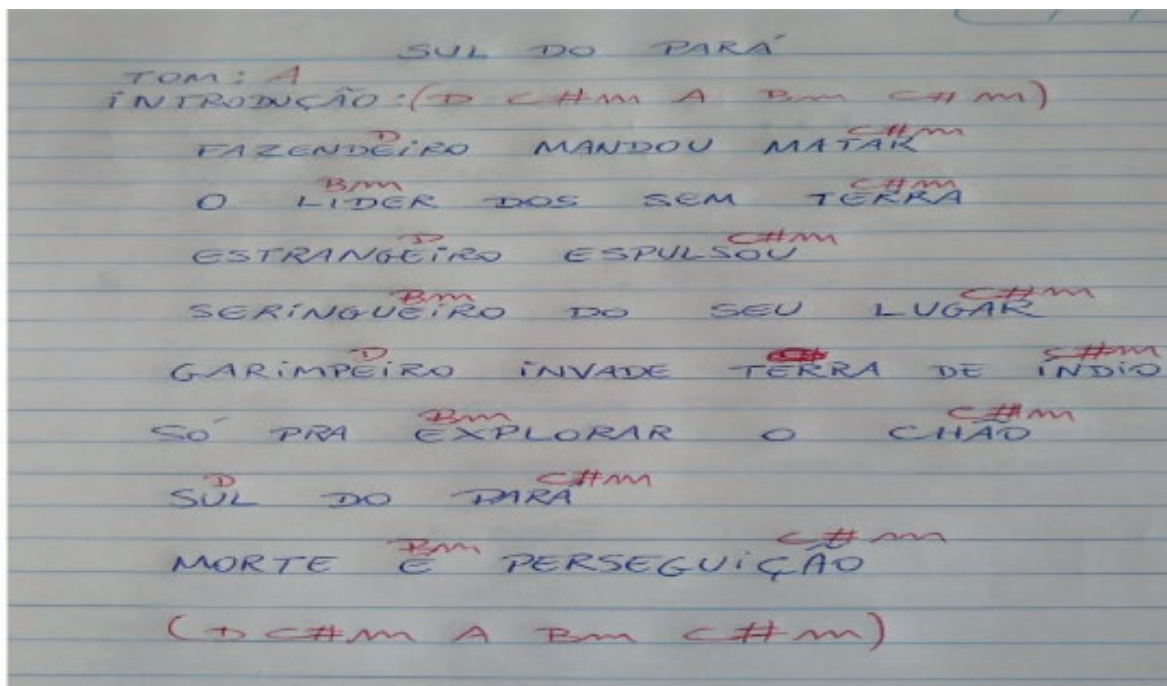 SUL DO PARÁ
TOM: A
INTRODUÇÃO: (D C#m A Bm C#m)
D C#m
FAZENDEIRO MANDOU MATAR
Bm C#m
O LIDER DOS SEM TERRA
D C#m
ESTRANGEIRO ESPULSOU
Bm C#m
SERINGUEIRO DO SEU LUGAR
D C#m
GARIMPEIRO INVADE TERRA DE ÍNDIO
Bm C#m
SÓ PRA EXPLORAR O CHÃO
D C#m
SUL DO PARÁ
Bm C#m
MORTE E PERSEGUIÇÃO
(D C#m A Bm C#m)